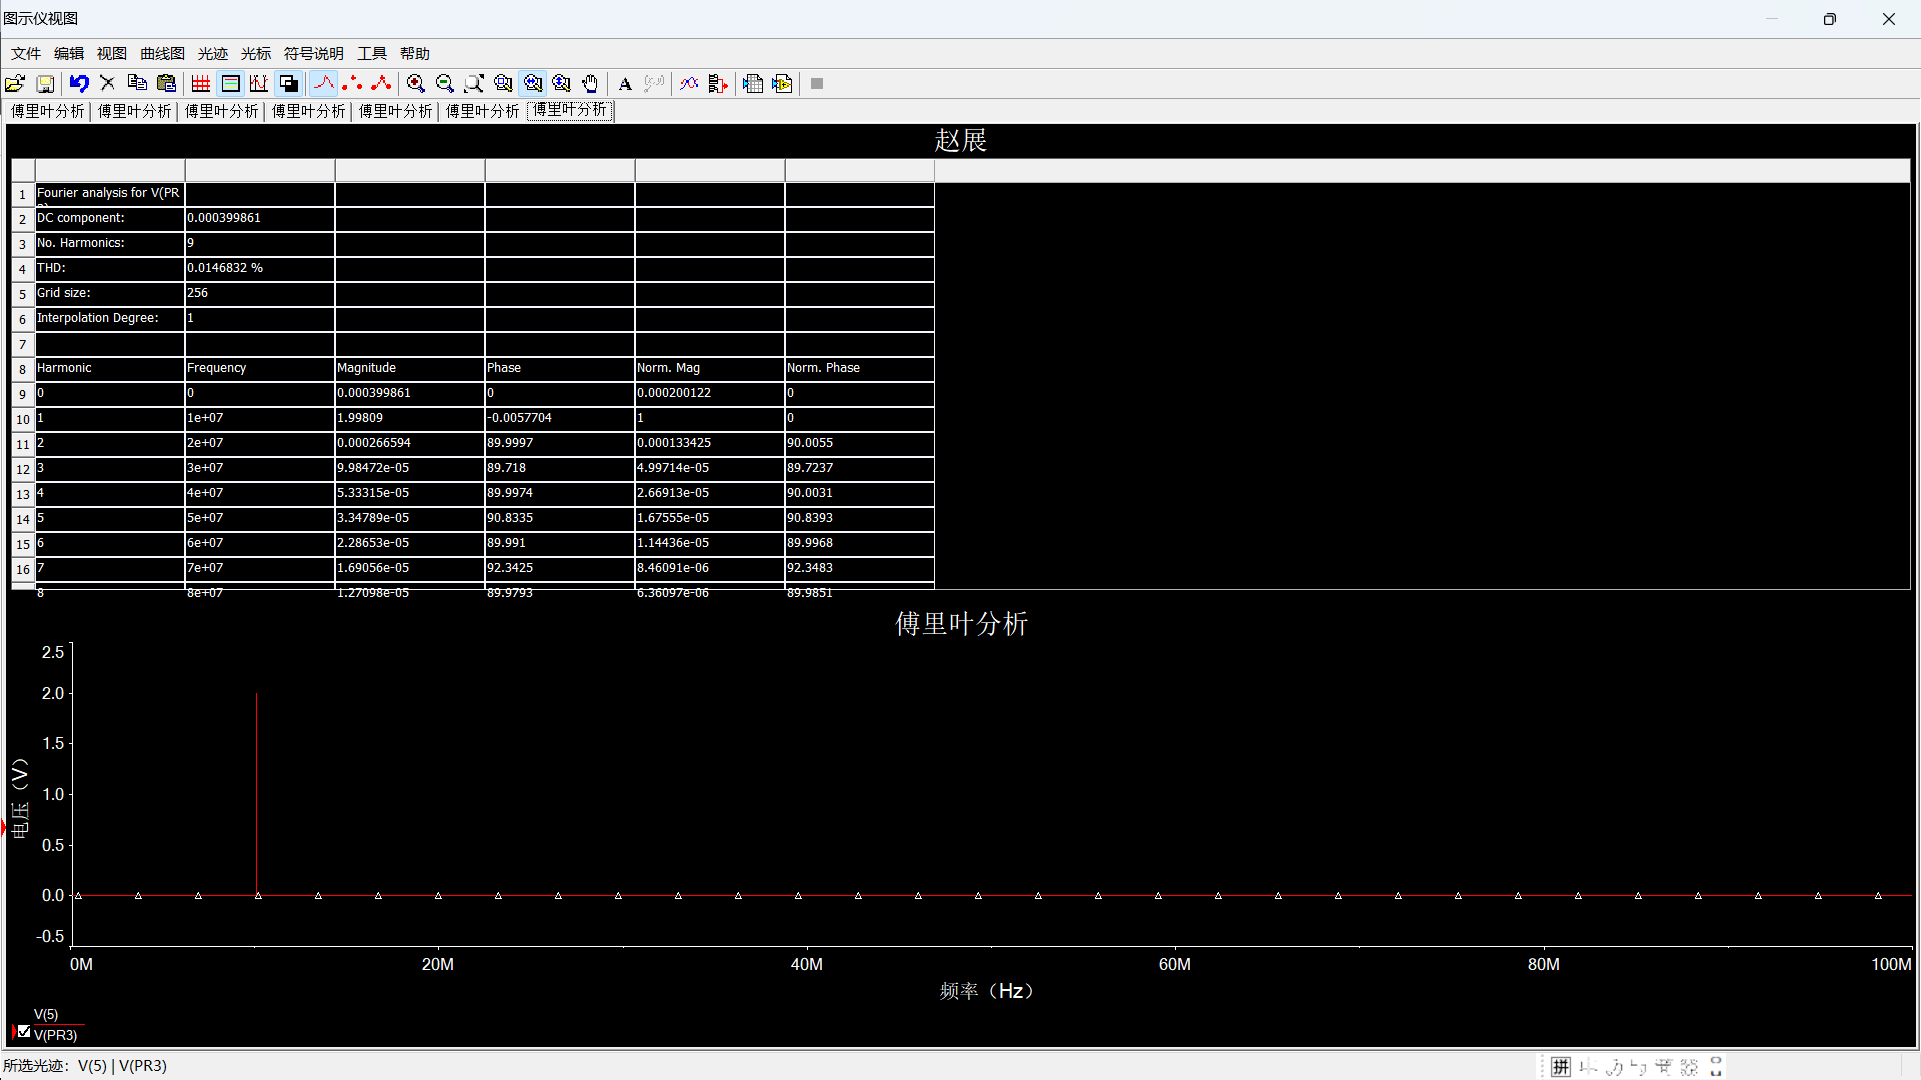 图示仪视图
文件 编辑 视图 曲线图 光迹 光标 符号说明 工具 帮助
傅里叶分析 傅里叶分析 傅里叶分析 傅里叶分析 傅里叶分析 傅里叶分析 傅里叶分析
赵展
1 Fourier analysis for V(PR
2 DC component: 0.000399861
3 No. Harmonics: 9
4 THD: 0.0146832 %
5 Grid size: 256
6 Interpolation Degree: 1
7
8 Harmonic Frequency Magnitude Phase Norm. Mag Norm. Phase
9 0 0 0.000399861 0 0.000200122 0
10 1 1e+07 1.99809 -0.0057704 1 0
11 2 2e+07 0.000266594 89.9997 0.000133425 90.0055
12 3 3e+07 9.98472e-05 89.718 4.99714e-05 89.7237
13 4 4e+07 5.33315e-05 89.9974 2.66913e-05 90.0031
14 5 5e+07 3.34789e-05 90.8335 1.67555e-05 90.8393
15 6 6e+07 2.28653e-05 89.991 1.14436e-05 89.9968
16 7 7e+07 1.69056e-05 92.3425 8.46091e-06 92.3483
8 8e+07 1.27098e-05 89.9793 6.36097e-06 89.9851
傅里叶分析
2.5
2.0
1.5
1.0
0.5
0.0
-0.5
电压（V）
0M 20M 40M 60M 80M 100M
频率（Hz）
V(5)
V(PR3)
所选光迹：V(5) | V(PR3)
拼